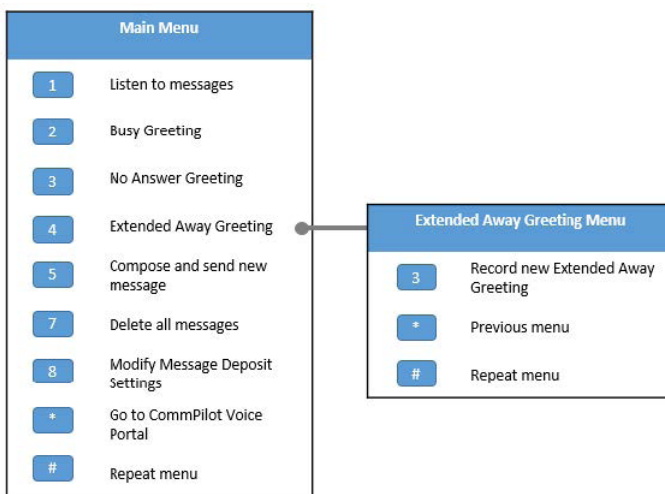 Main Menu
1 Listen to messages
2 Busy Greeting
3 No Answer Greeting
4 Extended Away Greeting
5 Compose and send new
message
7 Delete all messages
8 Modify Message Deposit
Settings
* Go to CommPilot Voice
Portal
# Repeat menu
Extended Away Greeting Menu
3 Record new Extended Away
Greeting
* Previous menu
# Repeat menu